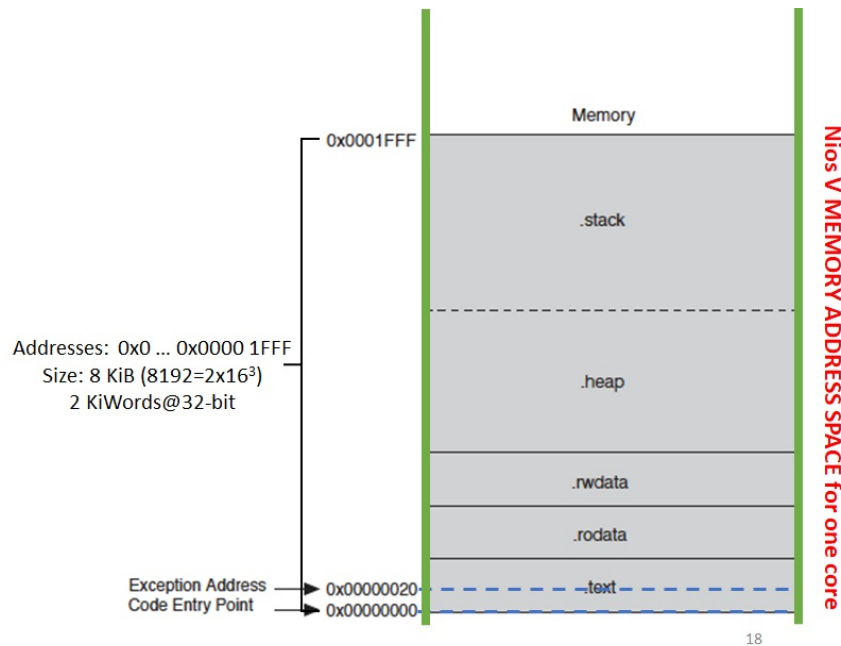 Memory
0x0001FFF
.stack
Addresses: 0x0 ... 0x0000 1FFF
Size: 8 KiB (8192=2x16³)
2 KiWords@32-bit
.heap
.rwdata
.rodata
Exception Address
0x00000020
.text
Code Entry Point
0x00000000
Nios V MEMORY ADDRESS SPACE for one core
18